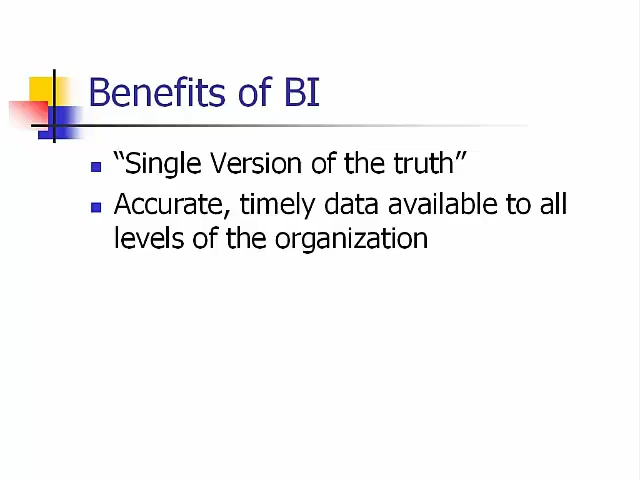 Benefits of BI
“Single Version of the truth”
Accurate, timely data available to all
levels of the organization